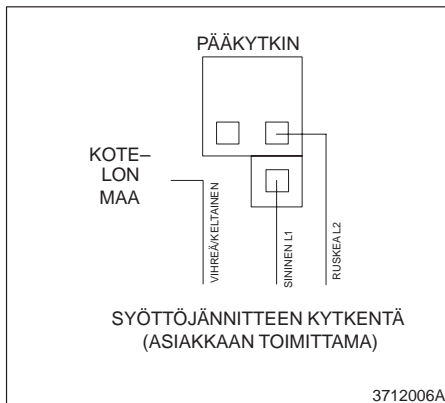 PÄÄKYTKIN
KOTE–
LON
MAA
VIHREÄ/KELTAINEN
SININEN L1
RUSKEA L2
SYÖTTÖJÄNNITTEEN KYTKENTÄ
(ASIAKKAAN TOIMITTAMA)
3712006A